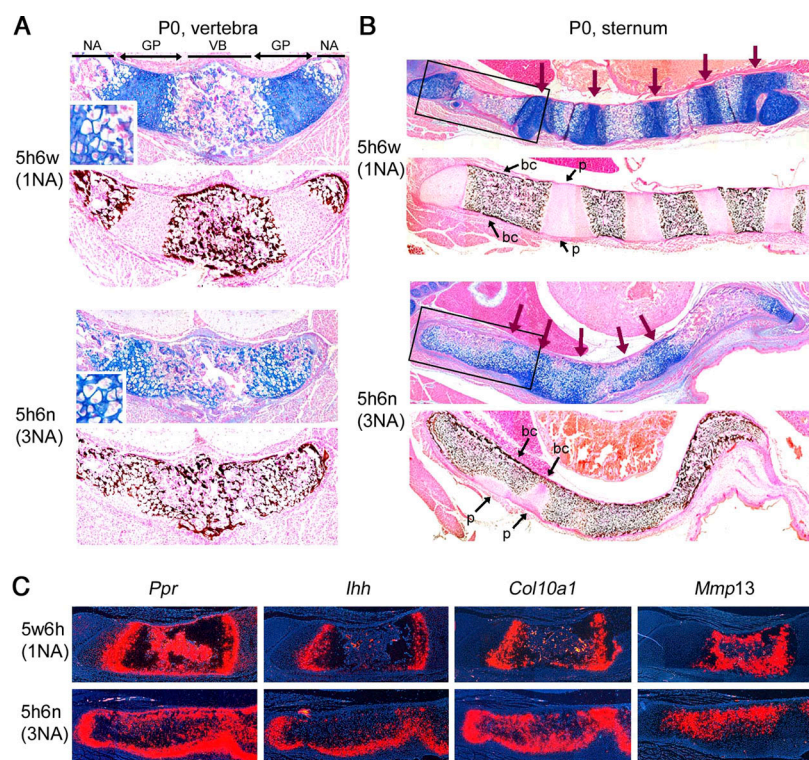 A
P0, vertebra
NA GP VB GP NA
5h6w
(1NA)
5h6n
(3NA)
B
P0, sternum
5h6w
(1NA)
bc p
bc p
5h6n
(3NA)
bc
bc
p
p
C
Ppr Ihh Col10a1 Mmp13
5w6h
(1NA)
5h6n
(3NA)